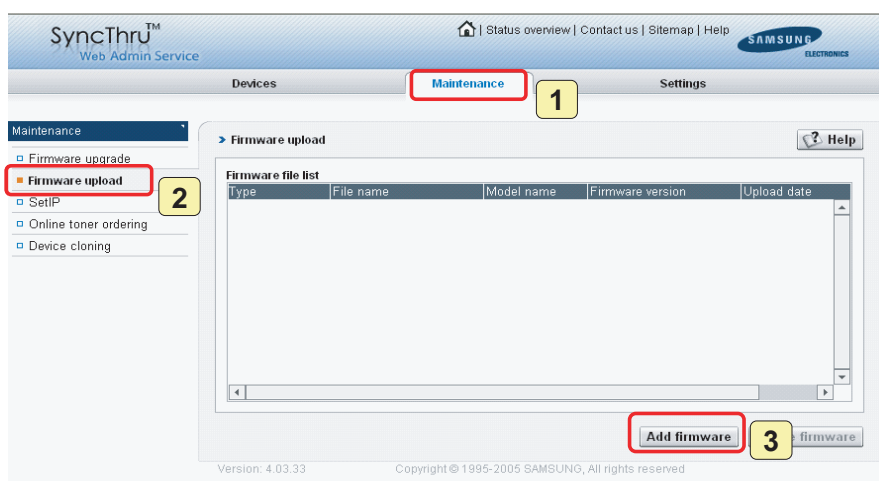 SyncThru™
Web Admin Service
| Status overview | Contact us | Sitemap | Help
SAMSUNG
ELECTRONICS
Devices
Maintenance
Settings
1
Maintenance
Firmware upgrade
Firmware upload
2
SetIP
Online toner ordering
Device cloning
Firmware upload
? Help
Firmware file list
Type File name Model name Firmware version Upload date
Add firmware
3
firmware
Version: 4.03.33
Copyright © 1995-2005 SAMSUNG, All rights reserved